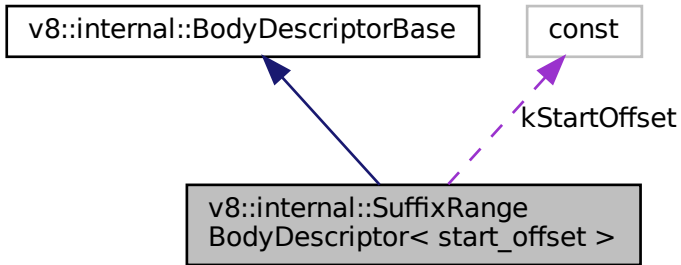 v8::internal::BodyDescriptorBase
const
kStartOffset
v8::internal::SuffixRange
BodyDescriptor< start_offset >